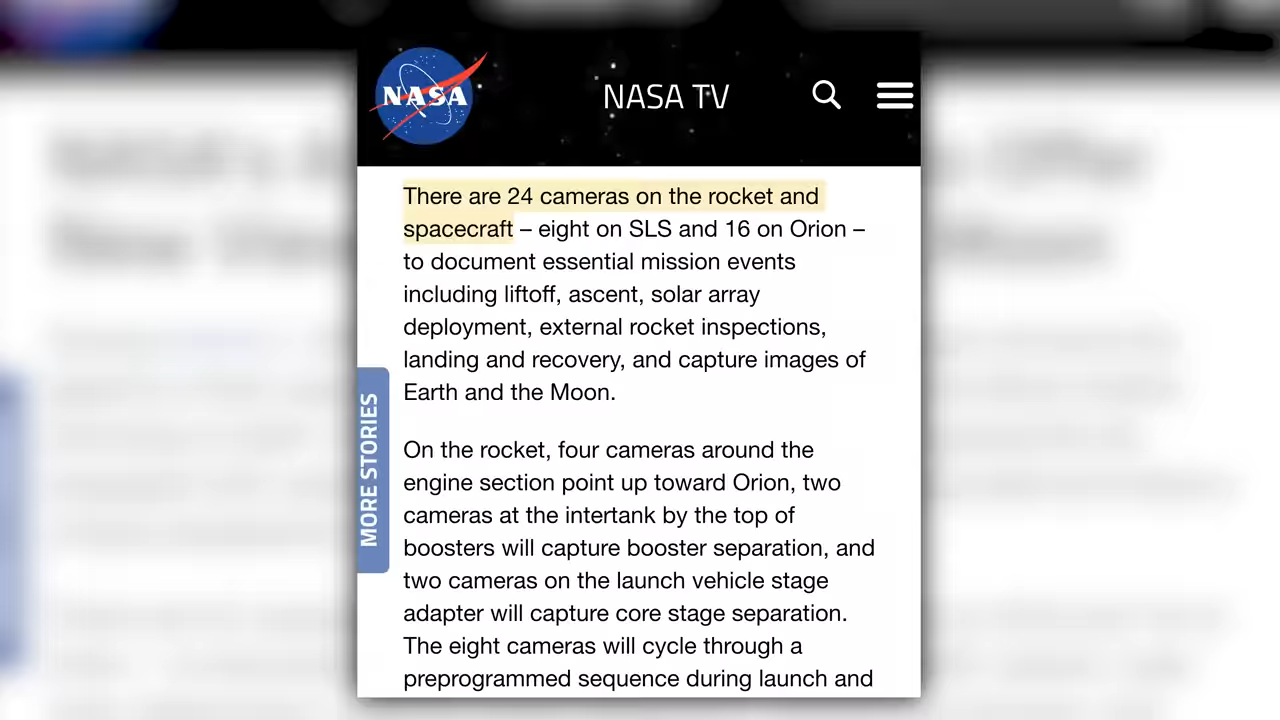 NASA
NASA TV
There are 24 cameras on the rocket and
spacecraft – eight on SLS and 16 on Orion –
to document essential mission events
including liftoff, ascent, solar array
deployment, external rocket inspections,
landing and recovery, and capture images of
Earth and the Moon.
MORE STORIES
On the rocket, four cameras around the
engine section point up toward Orion, two
cameras at the intertank by the top of
boosters will capture booster separation, and
two cameras on the launch vehicle stage
adapter will capture core stage separation.
The eight cameras will cycle through a
preprogrammed sequence during launch and